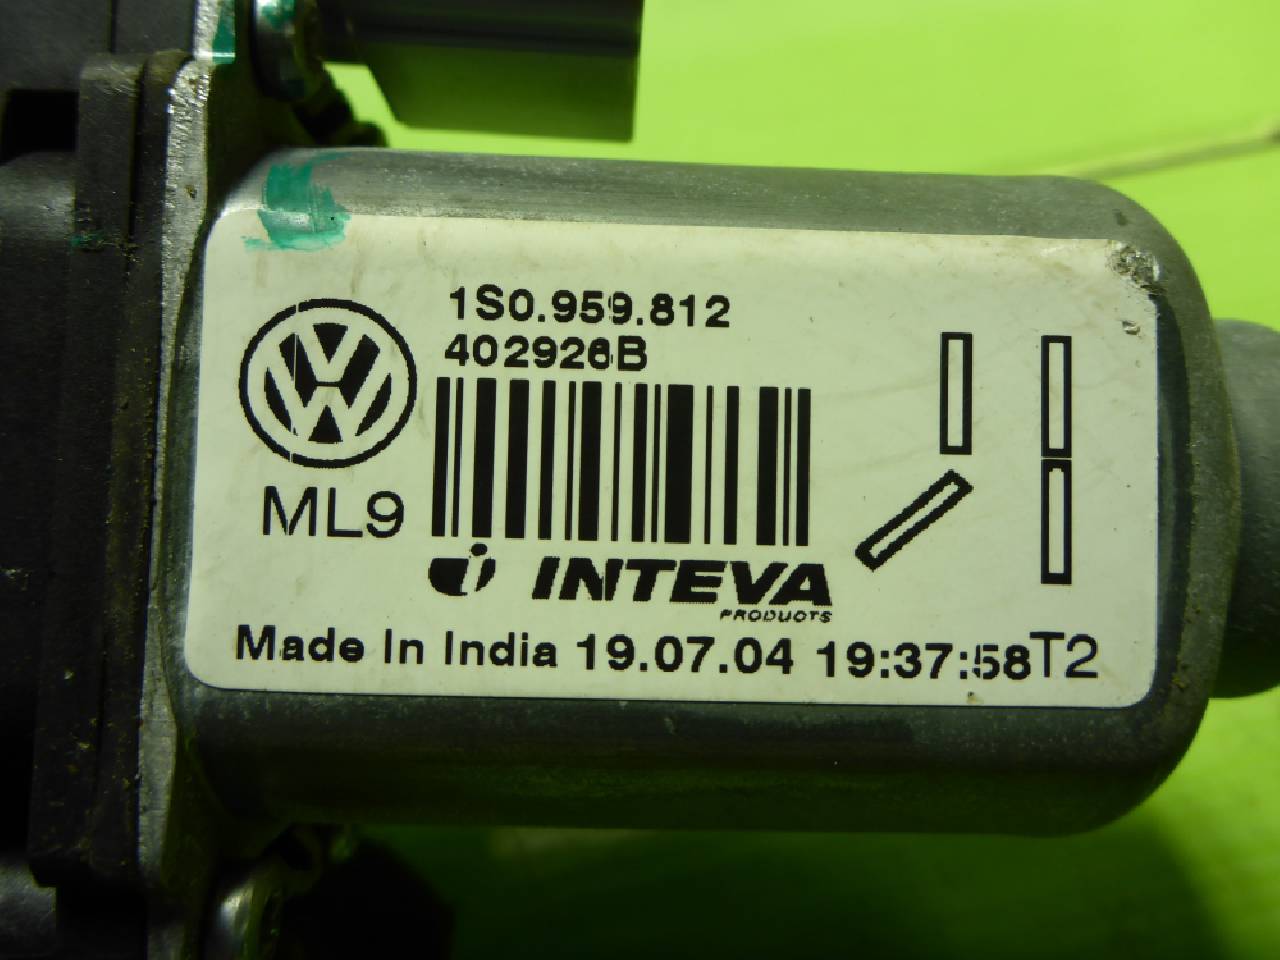 1S0.959.812
402926B
ML9
INTEVA
PRODUCTS
Made In India 19.07.04 19:37:58T2